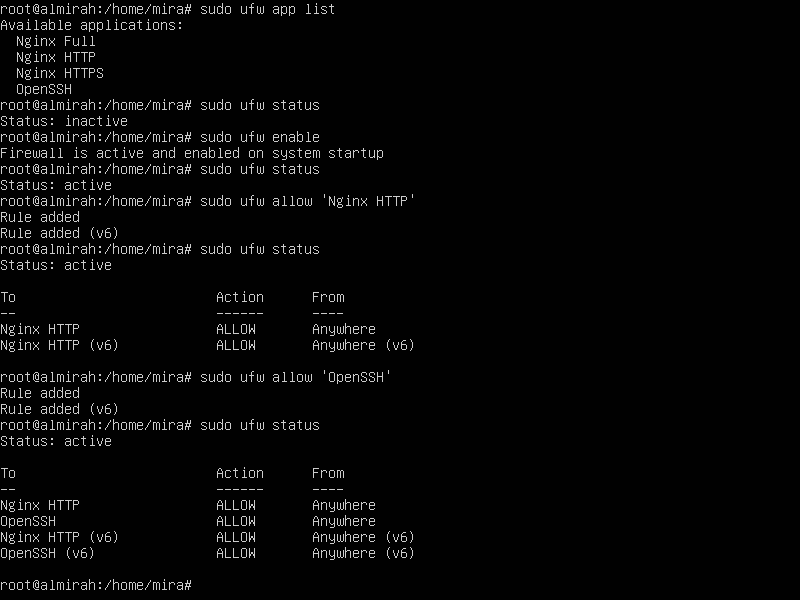 root@almirah:/home/mira# sudo ufw app list
Available applications:
  Nginx Full
  Nginx HTTP
  Nginx HTTPS
  OpenSSH
root@almirah:/home/mira# sudo ufw status
Status: inactive
root@almirah:/home/mira# sudo ufw enable
Firewall is active and enabled on system startup
root@almirah:/home/mira# sudo ufw status
Status: active
root@almirah:/home/mira# sudo ufw allow 'Nginx HTTP'
Rule added
Rule added (v6)
root@almirah:/home/mira# sudo ufw status
Status: active

To                         Action      From
--                         ------      ----
Nginx HTTP                 ALLOW       Anywhere
Nginx HTTP (v6)            ALLOW       Anywhere (v6)

root@almirah:/home/mira# sudo ufw allow 'OpenSSH'
Rule added
Rule added (v6)
root@almirah:/home/mira# sudo ufw status
Status: active

To                         Action      From
--                         ------      ----
Nginx HTTP                 ALLOW       Anywhere
OpenSSH                    ALLOW       Anywhere
Nginx HTTP (v6)            ALLOW       Anywhere (v6)
OpenSSH (v6)               ALLOW       Anywhere (v6)

root@almirah:/home/mira#